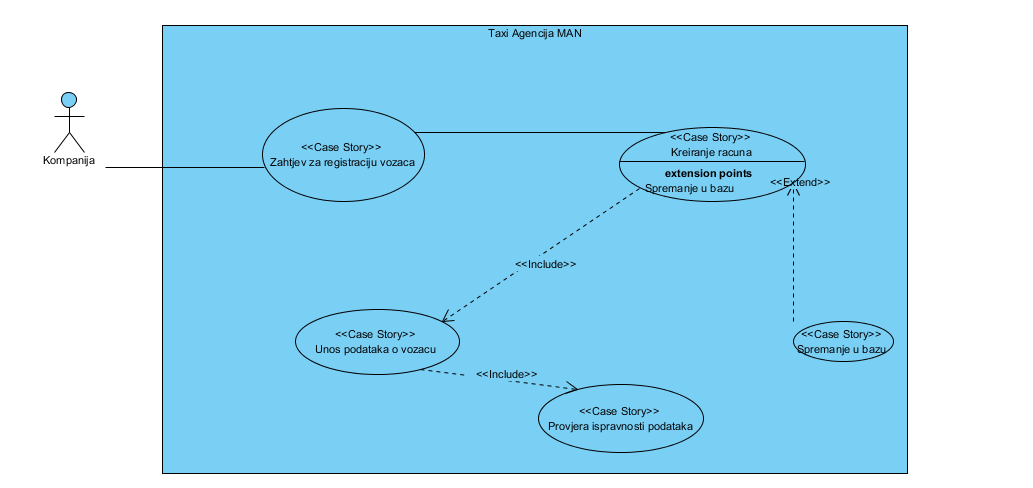 Taxi Agencija MAN
Kompanija
<<Case Story>>
Zahtjev za registraciju vozaca
<<Case Story>>
Kreiranje racuna
extension points
Spremanje u bazu
<<Extend>>
<<Include>>
<<Case Story>>
Unos podataka o vozacu
<<Case Story>>
Spremanje u bazu
<<Include>>
<<Case Story>>
Provjera ispravnosti podataka